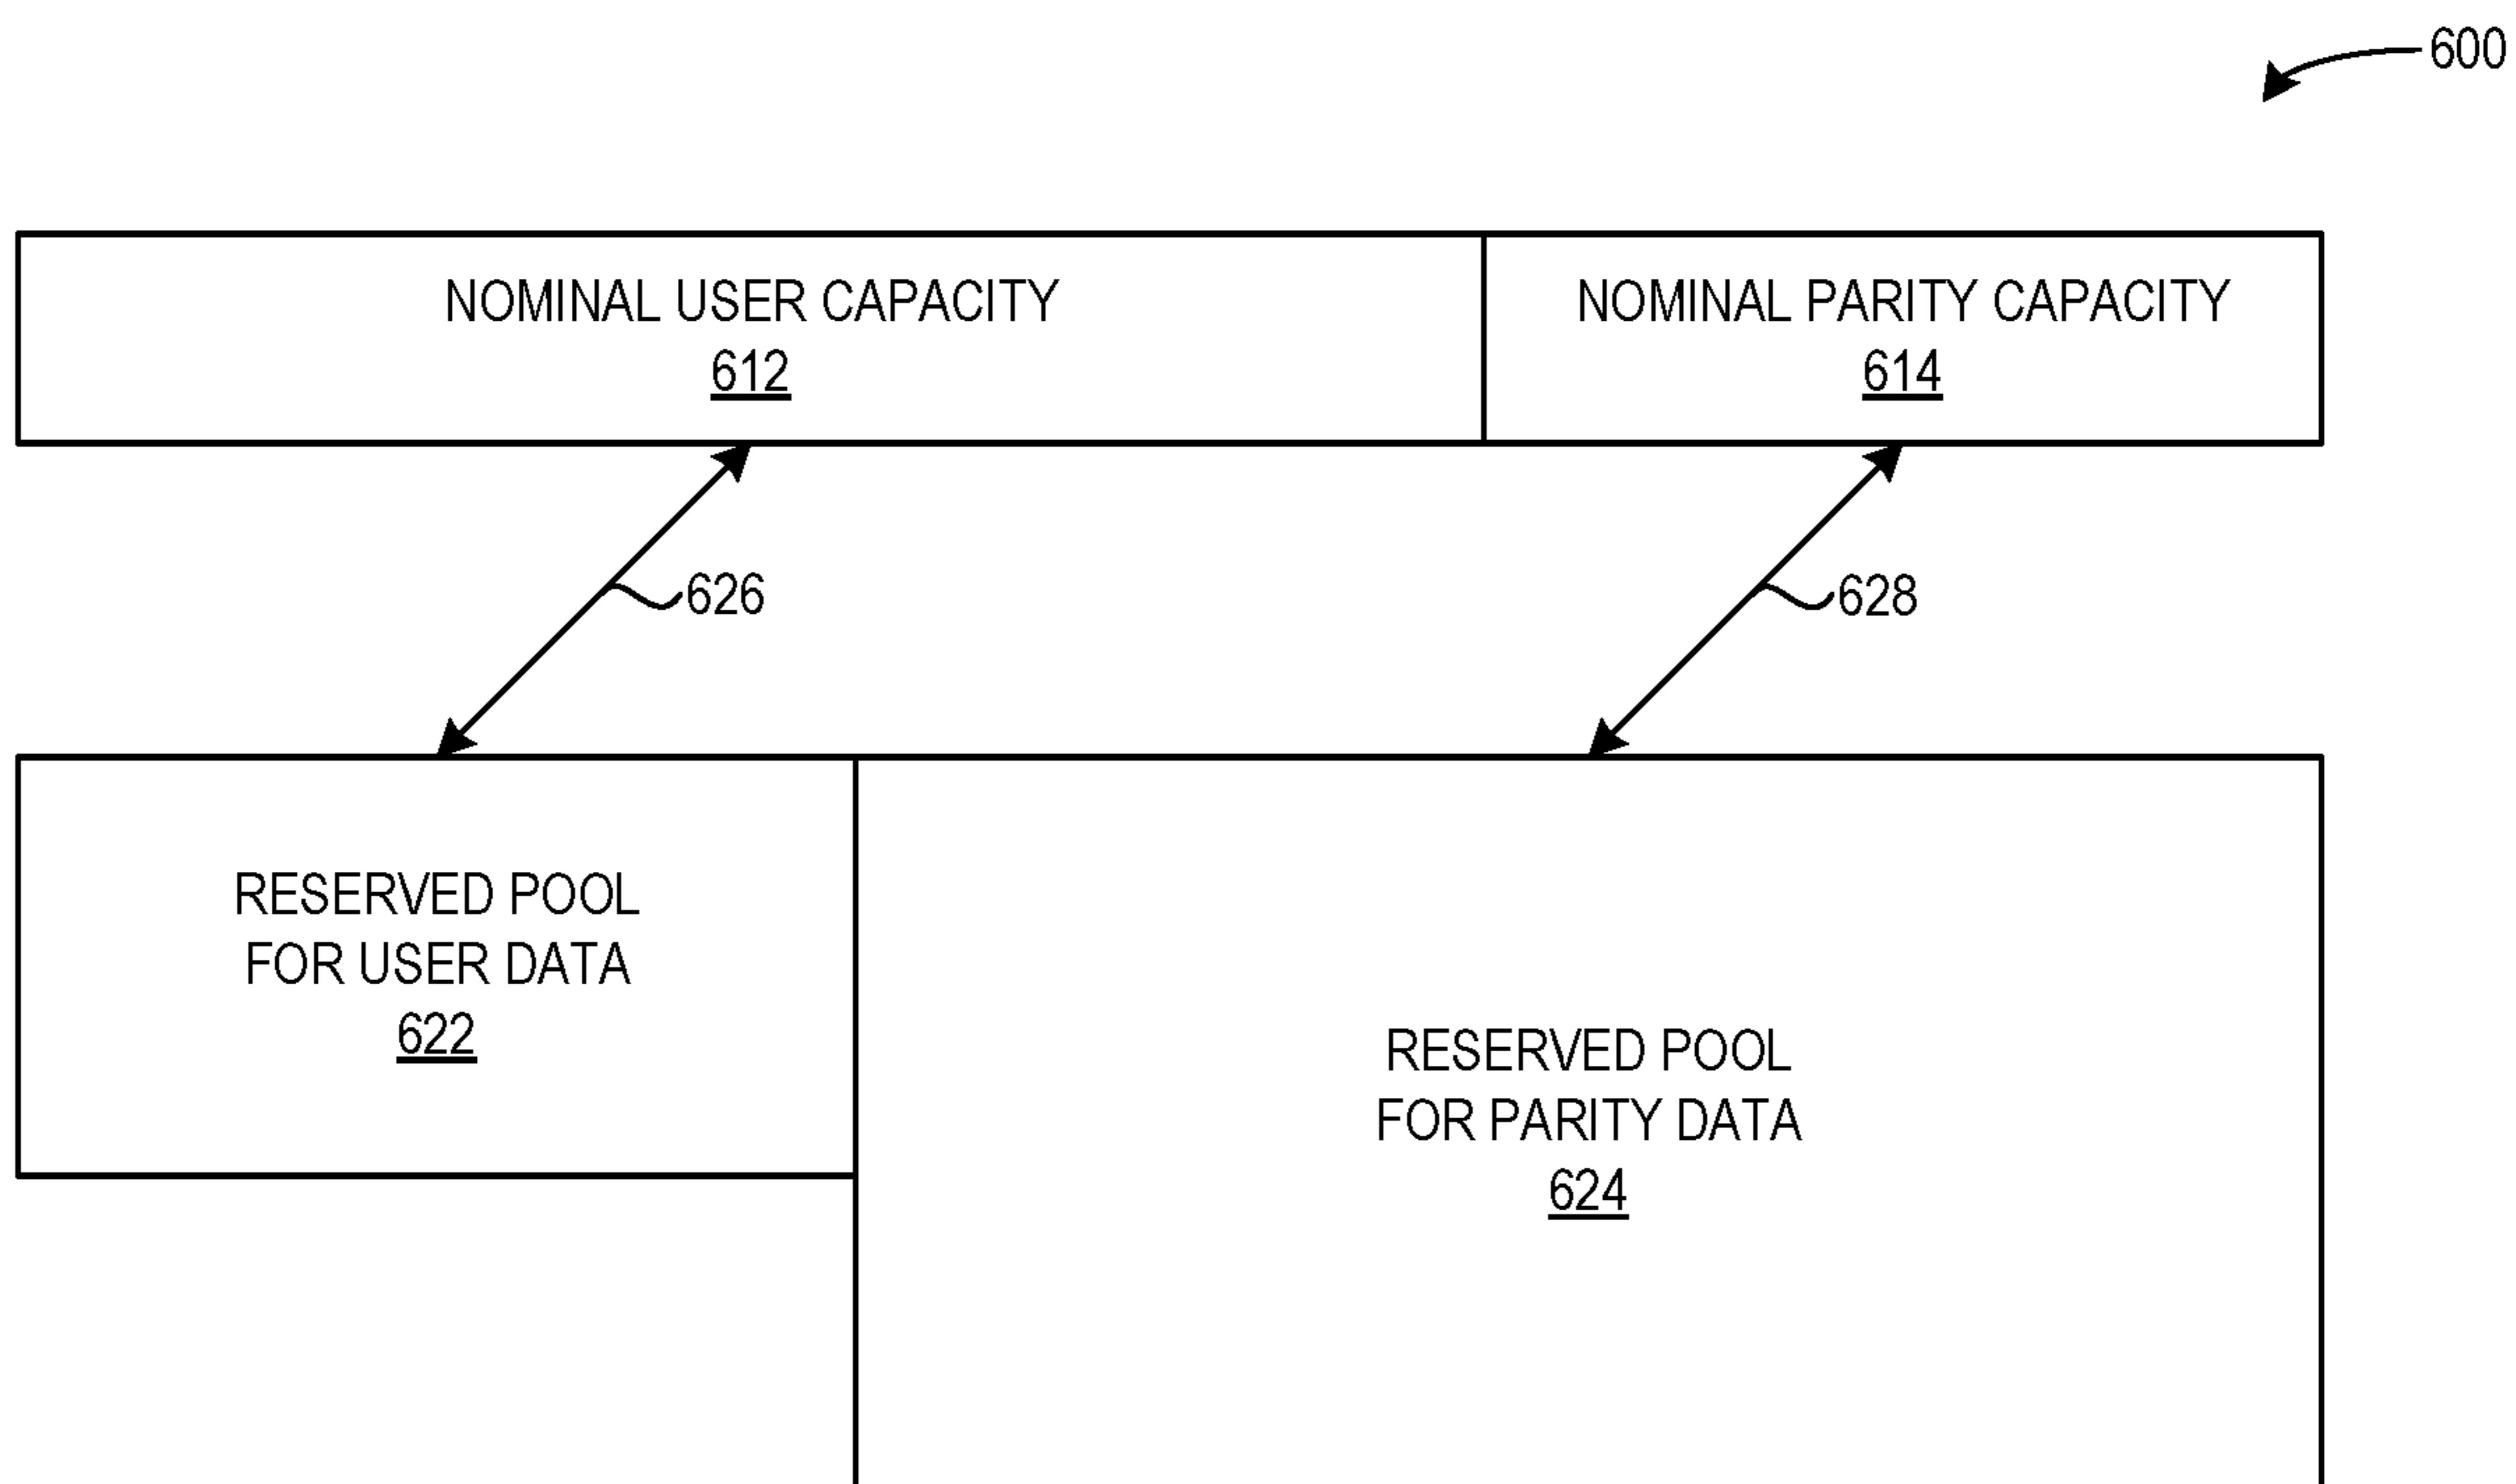 600
NOMINAL USER CAPACITY
612
NOMINAL PARITY CAPACITY
614
626
628
RESERVED POOL
FOR USER DATA
622
RESERVED POOL
FOR PARITY DATA
624